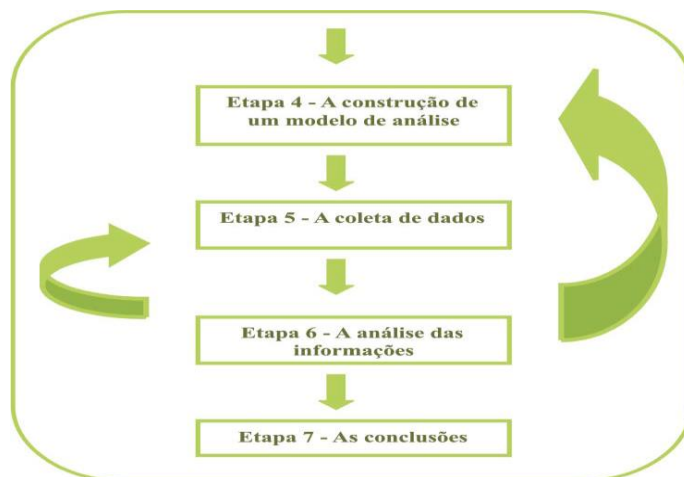 Etapa 4 - A construção de
um modelo de análise
Etapa 5 - A coleta de dados
Etapa 6 - A análise das
informações
Etapa 7 - As conclusões